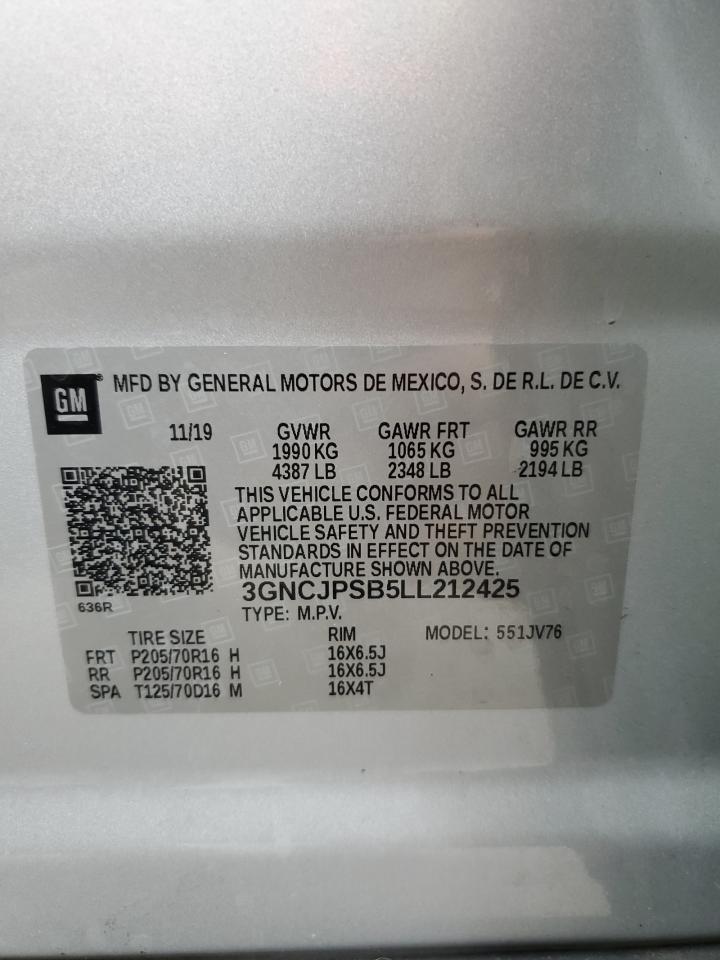 GM ® MFD BY GENERAL MOTORS DE MEXICO, S. DE R.L. DE C.V.
11/19 GVWR GAWR FRT GAWR RR
1990 KG 1065 KG 995 KG
4387 LB 2348 LB 2194 LB
THIS VEHICLE CONFORMS TO ALL
APPLICABLE U.S. FEDERAL MOTOR
VEHICLE SAFETY AND THEFT PREVENTION
STANDARDS IN EFFECT ON THE DATE OF
MANUFACTURE SHOWN ABOVE.
3GNCJPSB5LL212425
636R
TYPE: M.P.V.
TIRE SIZE RIM MODEL: 551JV76
FRT P205/70R16 H 16X6.5J
RR P205/70R16 H 16X6.5J
SPA T125/70D16 M 16X4T